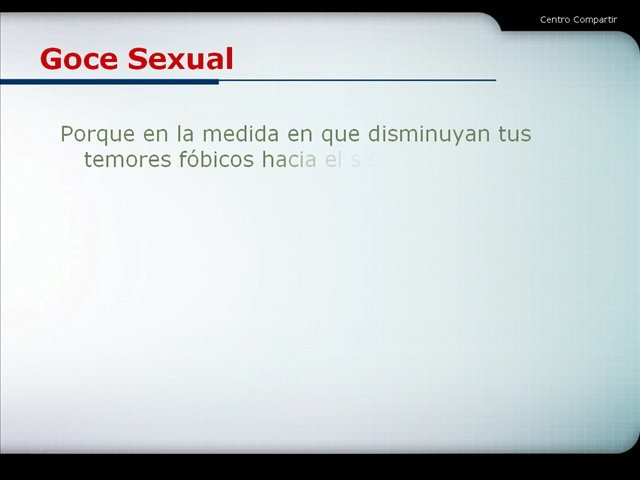 Centro Compartir
Goce Sexual
Porque en la medida en que disminuyan tus
temores fóbicos hacia el